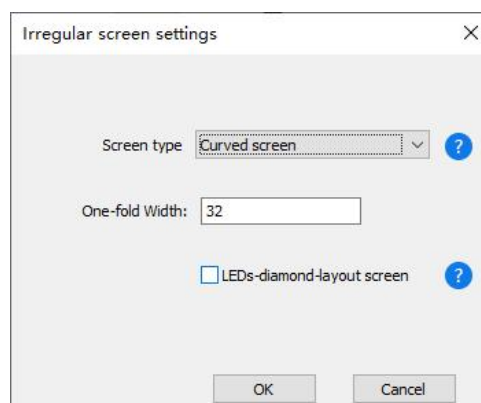 Irregular screen settings
Screen type Curved screen ?
One-fold Width: 32
LEDs-diamond-layout screen ?
OK Cancel